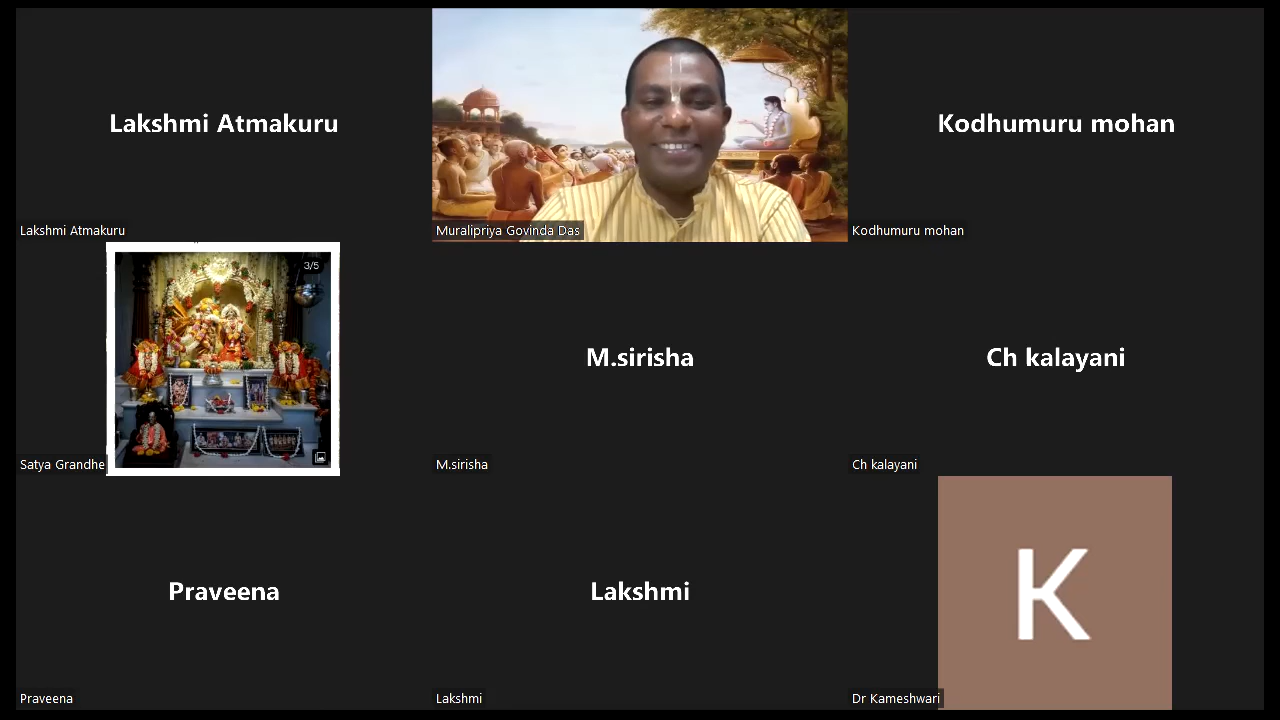 Lakshmi Atmakuru
Lakshmi Atmakuru
Muralipriya Govinda Das
Kodhumuru mohan
Kodhumuru mohan
3/5
Satya Grandhe
M.sirisha
M.sirisha
Ch kalayani
Ch kalayani
Praveena
Praveena
Lakshmi
Lakshmi
K
Dr Kameshwari